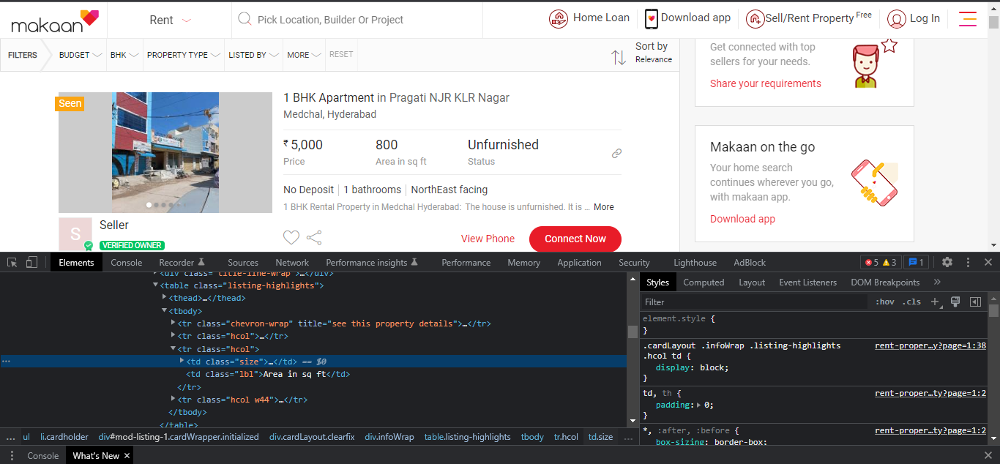 makaan
Rent
Pick Location, Builder Or Project
Home Loan
Download app
Sell/Rent Property Free
Log In
FILTERS
BUDGET
BHK
PROPERTY TYPE
LISTED BY
MORE
RESET
Sort by
Relevance
Get connected with top
sellers for your needs.
Share your requirements
Seen
1 BHK Apartment in Pragati NJR KLR Nagar
Medchal, Hyderabad
₹ 5,000
Price
800
Area in sq ft
Unfurnished
Status
No Deposit
1 bathrooms
NorthEast facing
1 BHK Rental Property in Medchal Hyderabad: The house is unfurnished. It is ... More
S
Seller
VERIFIED OWNER
View Phone
Connect Now
Makaan on the go
Your home search
continues wherever you go,
with makaan app.
Download app
Elements
Console
Recorder
Sources
Network
Performance insights
Performance
Memory
Application
Security
Lighthouse
AdBlock
5
3
1
<div class="title-line-wrap">…</div>
<table class="listing-highlights">
<thead>…</thead>
<tbody>
<tr class="chevron-wrap" title="see this property details">…</tr>
<tr class="hcol">…</tr>
<tr class="hcol">
<td class="size">…</td> == $0
<td class="lbl">Area in sq ft</td>
</tr>
<tr class="hcol w44">…</tr>
</tbody>
</table>
... ul li.cardholder div#mod-listing-1.cardWrapper.initialized div.cardLayout.clearfix div.infoWrap table.listing-highlights tbody tr.hcol td.size ...
Styles
Computed
Layout
Event Listeners
DOM Breakpoints
»
Filter
:hov .cls +
element.style {
}
.cardLayout .infoWrap .listing-highlights rent-proper…y?page=1:38
.hcol td {
display: block;
}
td, th { rent-proper…ty?page=1:2
padding: 0;
}
*, :after, :before { rent-proper…ty?page=1:2
box-sizing: border-box;
Console
What's New ×